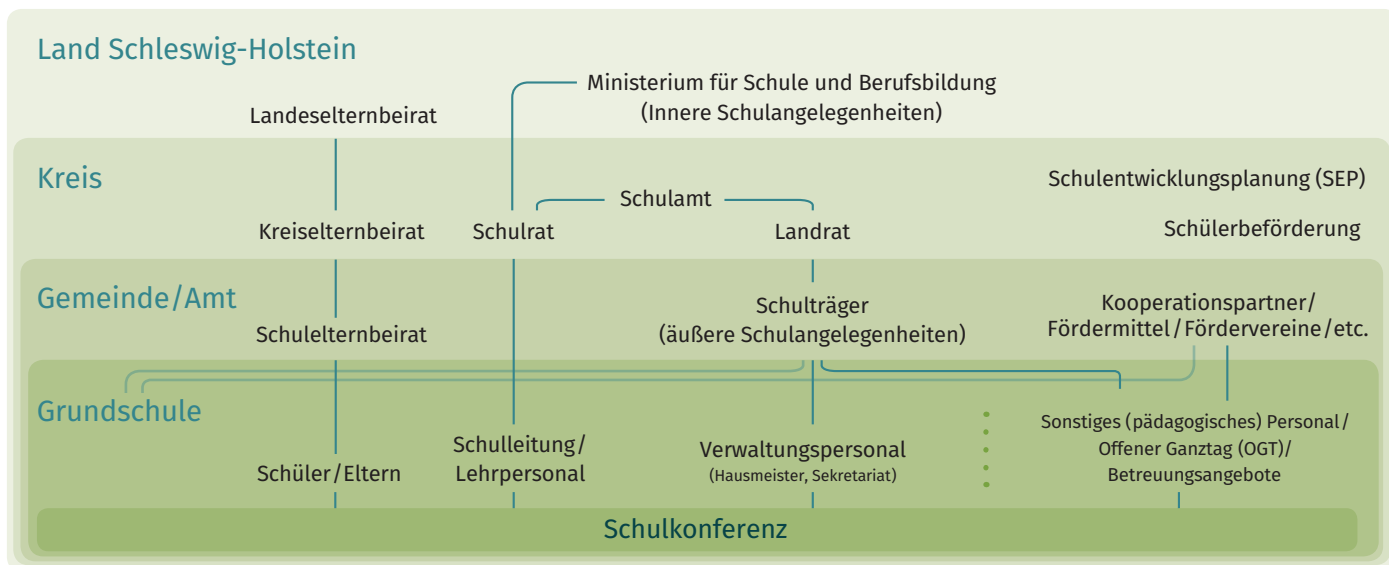 Land Schleswig-Holstein
Ministerium für Schule und Berufsbildung
(Innere Schulangelegenheiten)
Landeselternbeirat
Kreis
Schulentwicklungsplanung (SEP)
Schulamt
Kreiselternbeirat
Schulrat
Landrat
Schülerbeförderung
Gemeinde/Amt
Schulelternbeirat
Schulträger
(äußere Schulangelegenheiten)
Kooperationspartner/
Fördermittel/Fördervereine/etc.
Grundschule
Schüler/Eltern
Schulleitung/
Lehrpersonal
Verwaltungspersonal
(Hausmeister, Sekretariat)
Sonstiges (pädagogisches) Personal/
Offener Ganztag (OGT)/
Betreuungsangebote
Schulkonferenz